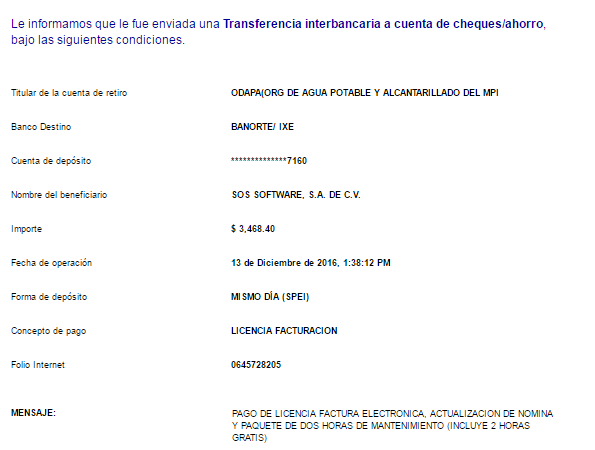 Le informamos que le fue enviada una Transferencia interbancaria a cuenta de cheques/ahorro,
bajo las siguientes condiciones.
Titular de la cuenta de retiro ODAPA(ORG DE AGUA POTABLE Y ALCANTARILLADO DEL MPI
Banco Destino BANORTE/ IXE
Cuenta de depósito **************7160
Nombre del beneficiario SOS SOFTWARE, S.A. DE C.V.
Importe $ 3,468.40
Fecha de operación 13 de Diciembre de 2016, 1:38:12 PM
Forma de depósito MISMO DÍA (SPEI)
Concepto de pago LICENCIA FACTURACION
Folio Internet 0645728205
MENSAJE: PAGO DE LICENCIA FACTURA ELECTRONICA, ACTUALIZACION DE NOMINA
Y PAQUETE DE DOS HORAS DE MANTENIMIENTO (INCLUYE 2 HORAS
GRATIS)